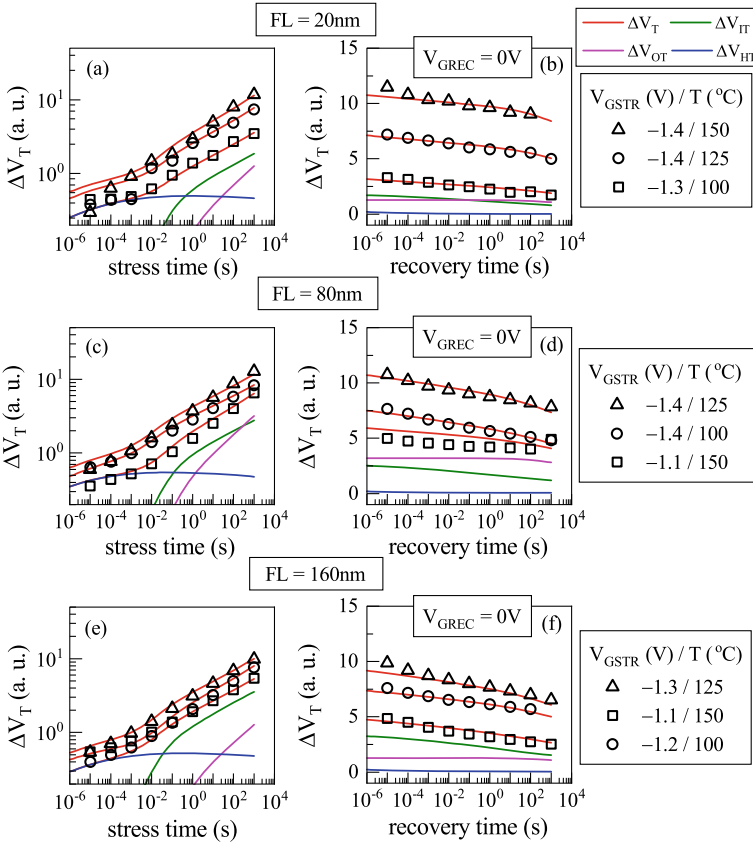 FL = 20nm
ΔV_T ΔV_IT
ΔV_OT ΔV_HT
(a)
ΔV_T (a. u.)
10^1
10^0
10^-6 10^-4 10^-2 10^0 10^2 10^4
stress time (s)
V_GREC = 0V
(b)
ΔV_T (a. u.)
15
10
5
0
10^-6 10^-4 10^-2 10^0 10^2 10^4
recovery time (s)
V_GSTR (V) / T (°C)
−1.4 / 150
−1.4 / 125
−1.3 / 100
FL = 80nm
(c)
ΔV_T (a. u.)
10^1
10^0
10^-6 10^-4 10^-2 10^0 10^2 10^4
stress time (s)
V_GREC = 0V
(d)
ΔV_T (a. u.)
15
10
5
0
10^-6 10^-4 10^-2 10^0 10^2 10^4
recovery time (s)
V_GSTR (V) / T (°C)
−1.4 / 125
−1.4 / 100
−1.1 / 150
FL = 160nm
(e)
ΔV_T (a. u.)
10^1
10^0
10^-6 10^-4 10^-2 10^0 10^2 10^4
stress time (s)
V_GREC = 0V
(f)
ΔV_T (a. u.)
15
10
5
0
10^-6 10^-4 10^-2 10^0 10^2 10^4
recovery time (s)
V_GSTR (V) / T (°C)
−1.3 / 125
−1.1 / 150
−1.2 / 100